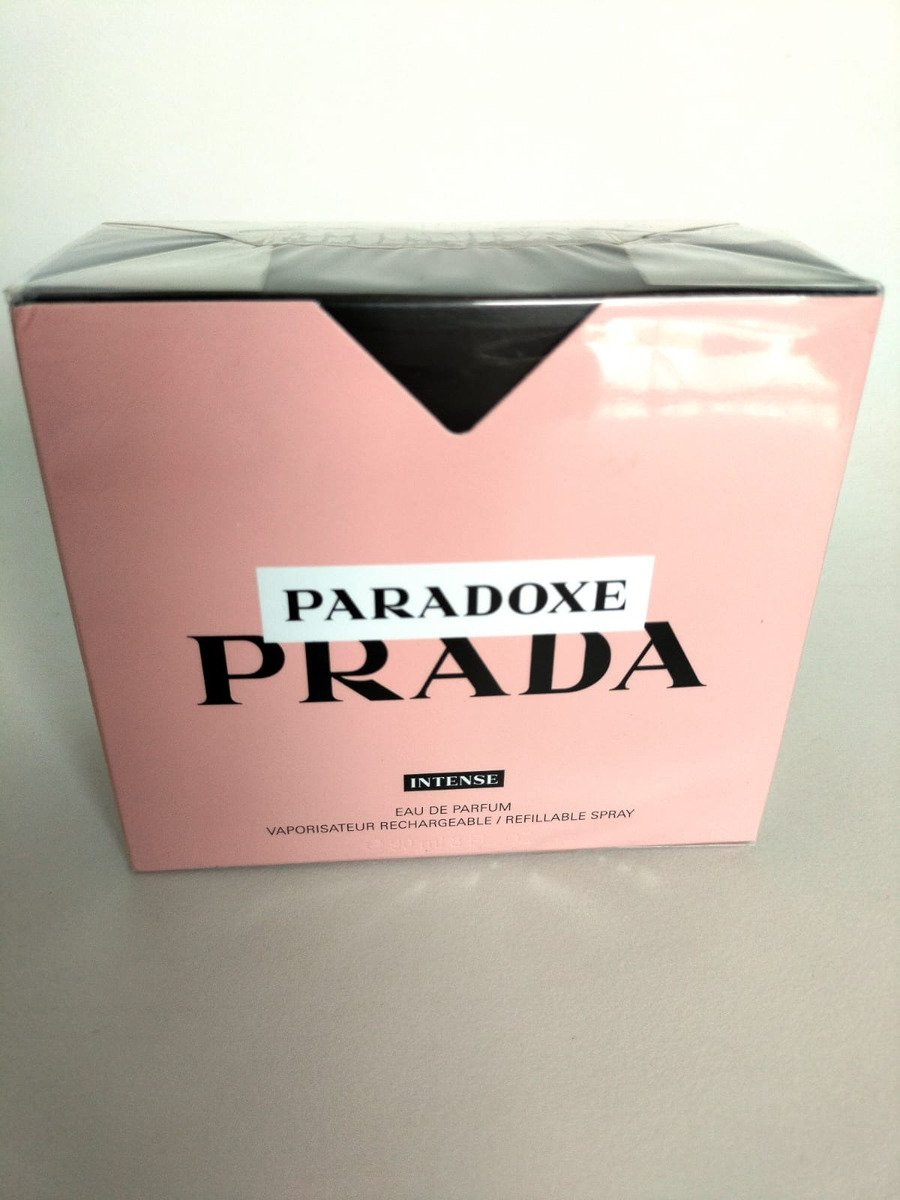 PARADOXE
PRADA
INTENSE
EAU DE PARFUM
VAPORISATEUR RECHARGEABLE / REFILLABLE SPRAY